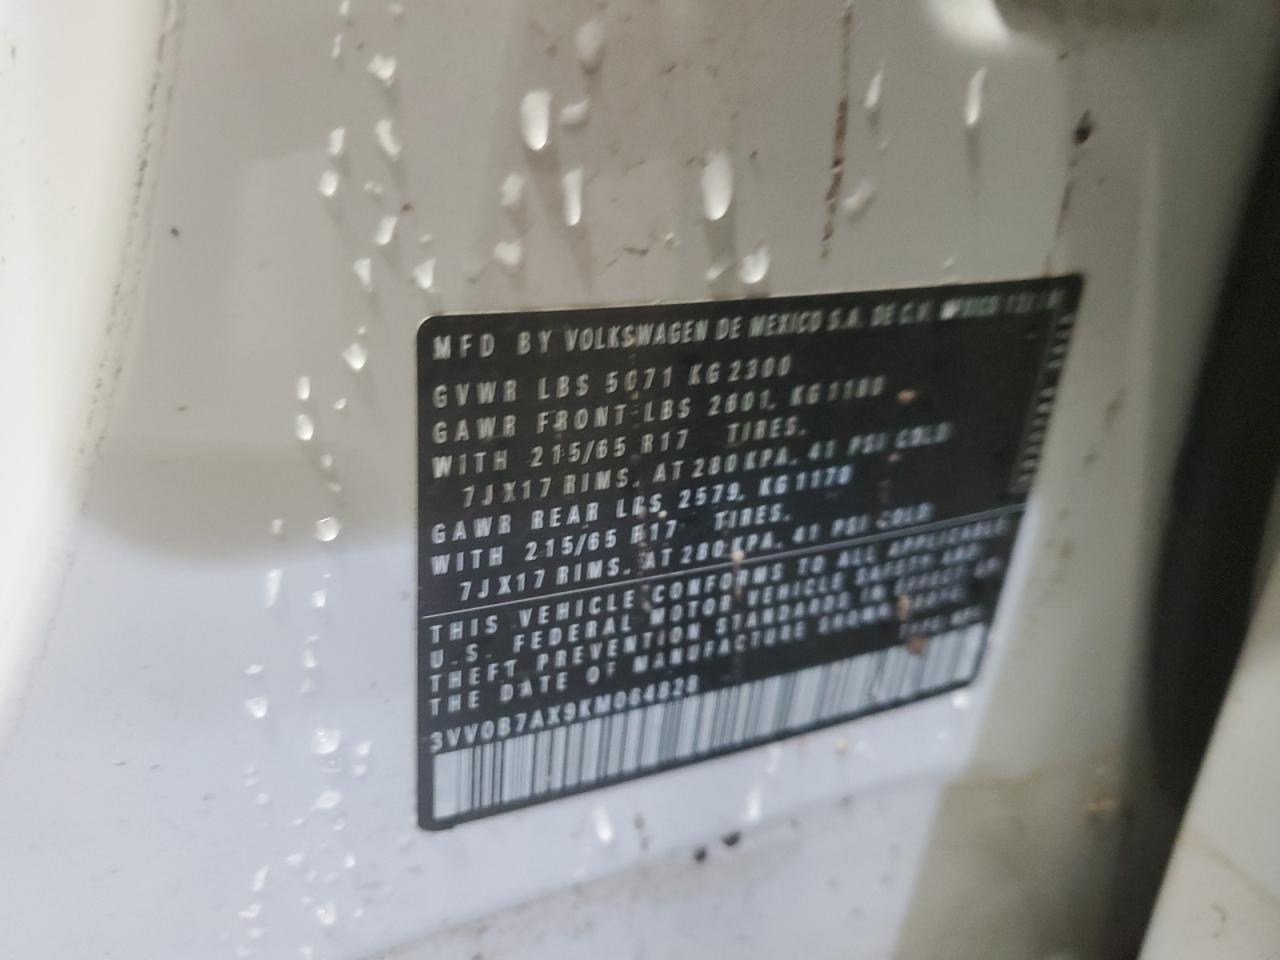 MFD BY VOLKSWAGEN DE MEXICO S.A. DE C.V. MEXICO
GVWR LBS 5071 KG 2300
GAWR FRONT LBS 2601, KG 1180
WITH 215/65 R17 TIRES,
7JX17 RIMS, AT 280 KPA, 41 PSI COLD
GAWR REAR LBS 2579, KG 1170
WITH 215/65 R17 TIRES,
7JX17 RIMS, AT 280 KPA, 41 PSI COLD
THIS VEHICLE CONFORMS TO ALL APPLICABLE
U.S. FEDERAL MOTOR VEHICLE SAFETY AND
THEFT PREVENTION STANDARDS IN EFFECT ON
THE DATE OF MANUFACTURE SHOWN ABOVE.
3VV0B7AX9KM064828